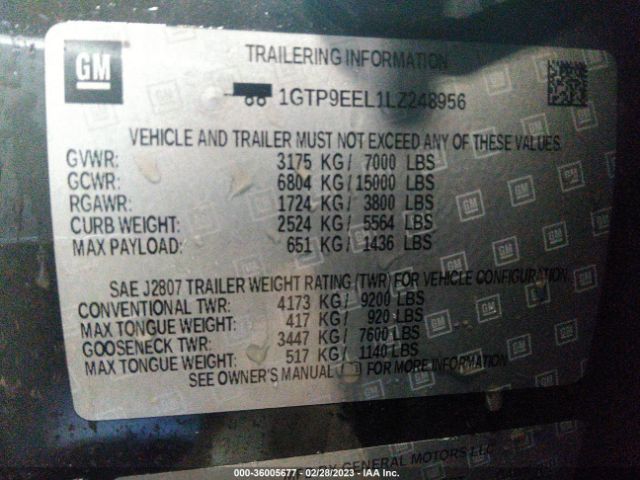 GM
TRAILERING INFORMATION
1GTP9EEL1LZ248956
VEHICLE AND TRAILER MUST NOT EXCEED ANY OF THESE VALUES.
GVWR: 3175 KG/ 7000 LBS
GCWR: 6804 KG/15000 LBS
RGAWR: 1724 KG/ 3800 LBS
CURB WEIGHT: 2524 KG/ 5564 LBS
MAX PAYLOAD: 651 KG/ 1436 LBS
SAE J2807 TRAILER WEIGHT RATING (TWR) FOR VEHICLE CONFIGURATION.
CONVENTIONAL TWR: 4173 KG/ 9200 LBS
MAX TONGUE WEIGHT: 417 KG/ 920 LBS
GOOSENECK TWR: 3447 KG/ 7600 LBS
MAX TONGUE WEIGHT: 517 KG/ 1140 LBS
SEE OWNER'S MANUAL FOR MORE INFORMATION
BY GENERAL MOTORS LLC
000-36005677 - 02/28/2023 - IAA Inc.